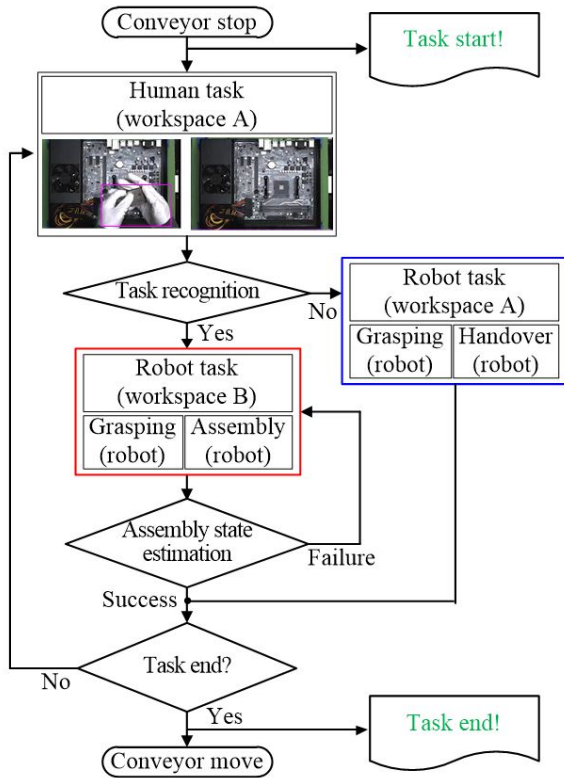 Conveyor stop
Task start!
Human task
(workspace A)
Task recognition
No
Yes
Robot task
(workspace A)
Grasping
(robot)
Handover
(robot)
Robot task
(workspace B)
Grasping
(robot)
Assembly
(robot)
Assembly state
estimation
Failure
Success
Task end?
No
Yes
Task end!
Conveyor move